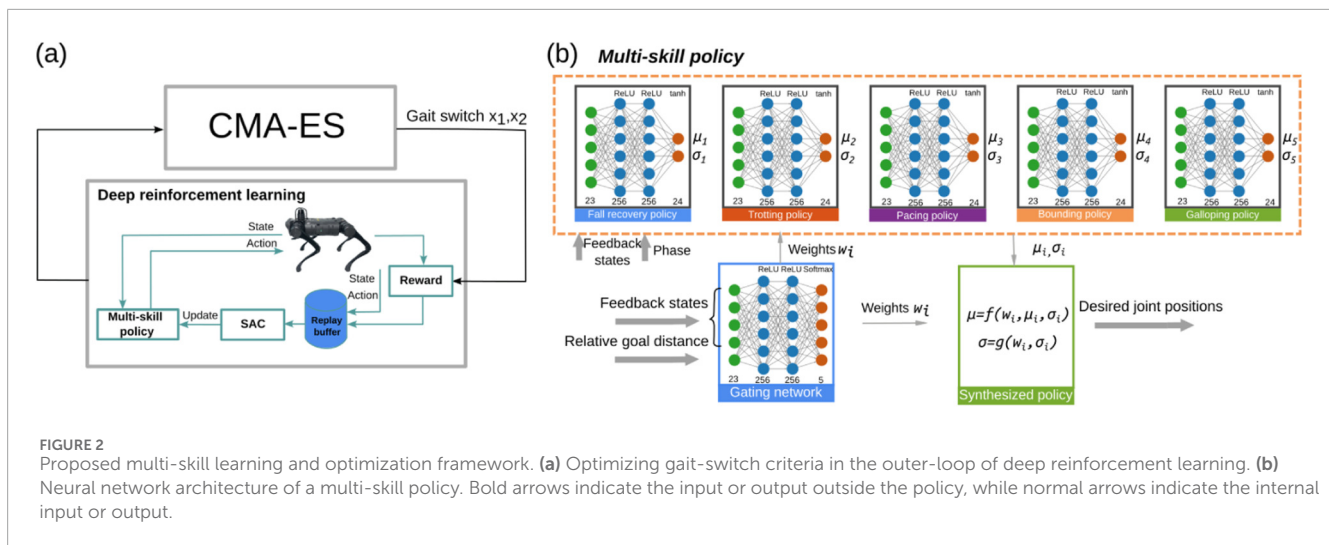 (a)
CMA-ES
Gait switch x₁,x₂
Deep reinforcement learning
State
Action
State
Action
Reward
Multi-skill policy
Update
SAC
Replay buffer
(b)
Multi-skill policy
ReLU ReLU tanh
μ₁
σ₁
23 256 256 24
Fall recovery policy
ReLU ReLU tanh
μ₂
σ₂
23 256 256 24
Trotting policy
ReLU ReLU tanh
μ₃
σ₃
23 256 256 24
Pacing policy
ReLU ReLU tanh
μ₄
σ₄
23 256 256 24
Bounding policy
ReLU ReLU tanh
μ₅
σ₅
23 256 256 24
Galloping policy
Feedback states
Phase
Weights wᵢ
μᵢ,σᵢ
Feedback states
Relative goal distance
ReLU ReLU Softmax
23 256 256 5
Gating network
Weights wᵢ
μ=f(wᵢ,μᵢ,σᵢ)
σ=g(wᵢ,σᵢ)
Synthesized policy
Desired joint positions
FIGURE 2
Proposed multi-skill learning and optimization framework. (a) Optimizing gait-switch criteria in the outer-loop of deep reinforcement learning. (b)
Neural network architecture of a multi-skill policy. Bold arrows indicate the input or output outside the policy, while normal arrows indicate the internal
input or output.